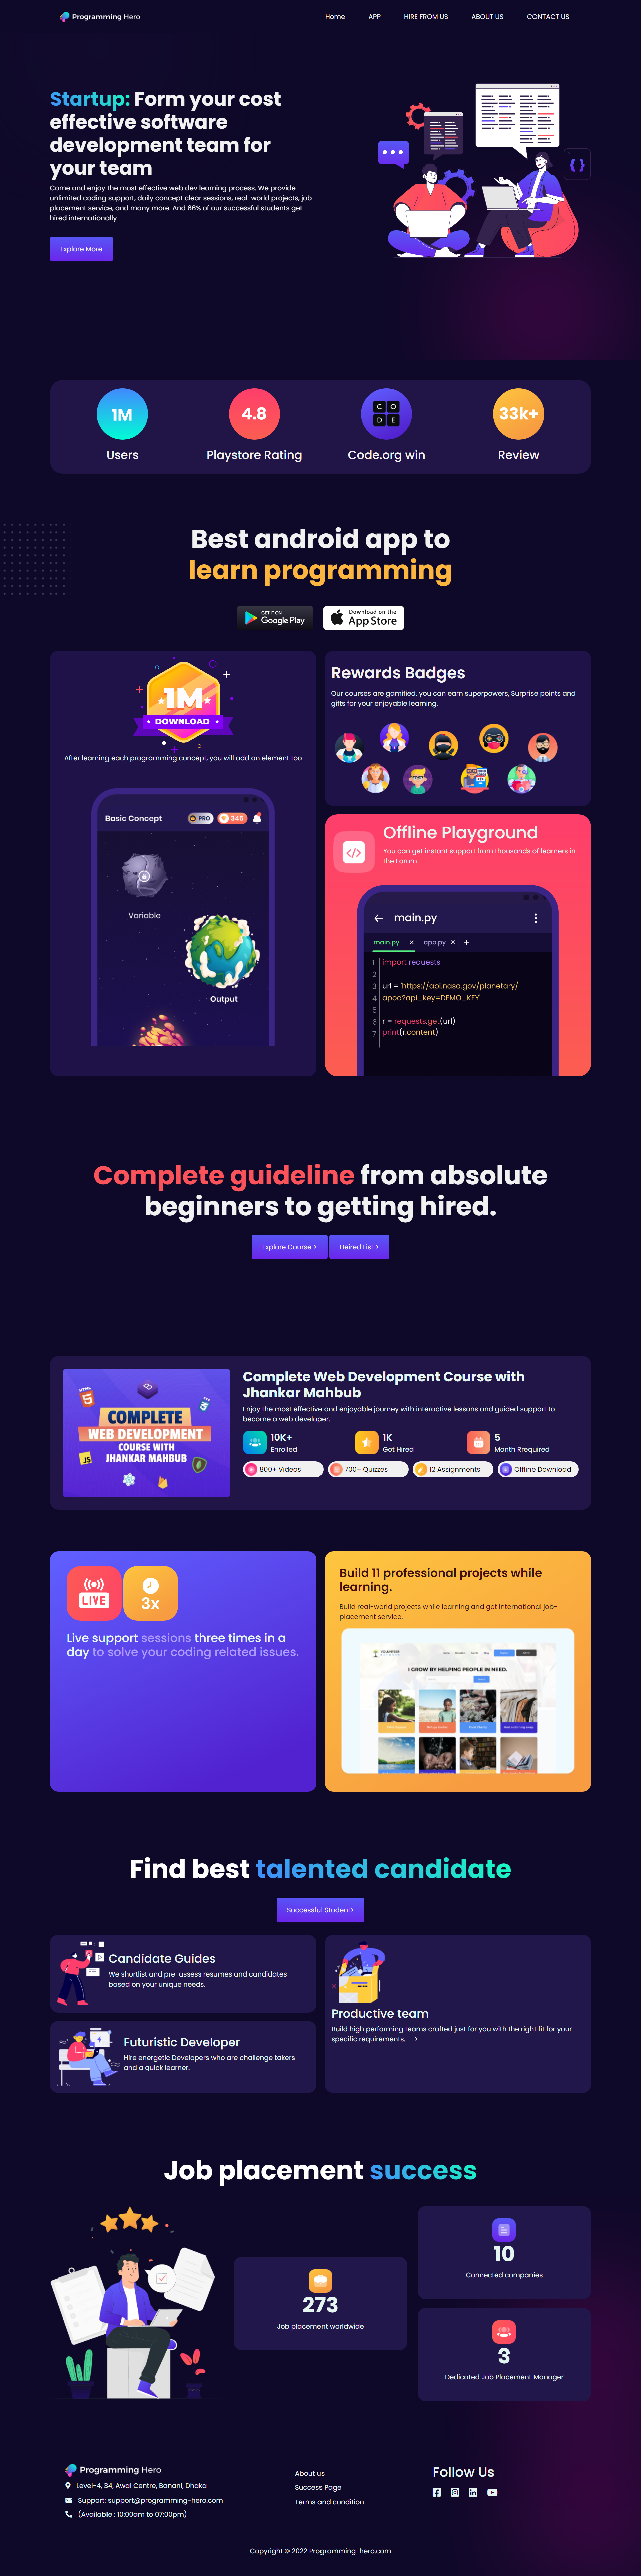 Programming Hero
Home APP HIRE FROM US ABOUT US CONTACT US
Startup: Form your cost
effective software
development team for
your team
Come and enjoy the most effective web dev learning process. We provide
unlimited coding support, daily concept clear sessions, real-world projects, job
placement service, and many more. And 66% of our successful students get
hired internationally
Explore More
1M
Users
4.8
Playstore Rating
C O
D E
Code.org win
33k+
Review
Best android app to
learn programming
GET IT ON
Google Play
Download on the
App Store
1M
DOWNLOAD
After learning each programming concept, you will add an element too
Basic Concept PRO 345
Variable
Output
Rewards Badges
Our courses are gamified. you can earn superpowers, Surprise points and
gifts for your enjoyable learning.
Offline Playground
You can get instant support from thousands of learners in
the Forum
main.py
main.py × app.py × +
1 import requests
2
3 url = 'https://api.nasa.gov/planetary/
4 apod?api_key=DEMO_KEY'
5
6 r = requests.get(url)
7 print(r.content)
Complete guideline from absolute
beginners to getting hired.
Explore Course >
Heired List >
HTML
5
COMPLETE
WEB DEVELOPMENT
COURSE WITH
JHANKAR MAHBUB
JS
Complete Web Development Course with
Jhankar Mahbub
Enjoy the most effective and enjoyable journey with interactive lessons and guided support to
become a web developer.
10K+
Enrolled
1K
Got Hired
5
Month Rrequired
800+ Videos
700+ Quizzes
12 Assignments
Offline Download
LIVE
3x
Live support sessions three times in a
day to solve your coding related issues.
Build 11 professional projects while
learning.
Build real-world projects while learning and get international job-
placement service.
I GROW BY HELPING PEOPLE IN NEED.
Find best talented candidate
Successful Student>
Candidate Guides
We shortlist and pre-assess resumes and candidates
based on your unique needs.
Futuristic Developer
Hire energetic Developers who are challenge takers
and a quick learner.
Productive team
Build high performing teams crafted just for you with the right fit for your
specific requirements. -->
Job placement success
273
Job placement worldwide
10
Connected companies
3
Dedicated Job Placement Manager
Programming Hero
Level-4, 34, Awal Centre, Banani, Dhaka
Support: support@programming-hero.com
(Available : 10:00am to 07:00pm)
About us
Success Page
Terms and condition
Follow Us
Copyright © 2022 Programming-hero.com